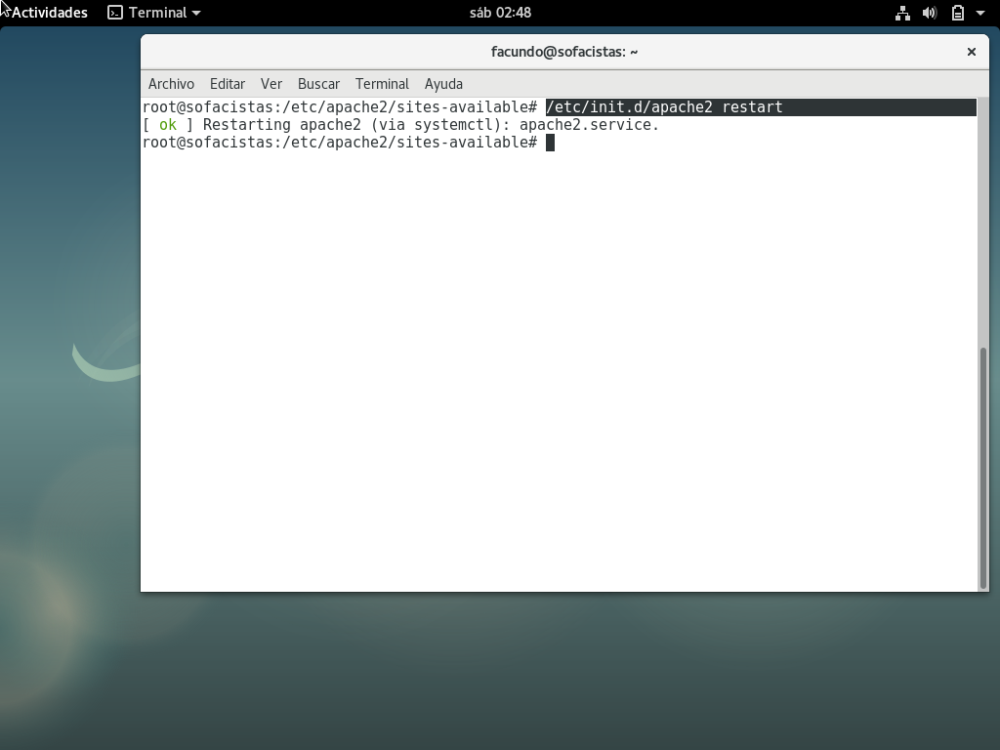 Actividades Terminal sáb 02:48
facundo@sofacistas: ~
Archivo Editar Ver Buscar Terminal Ayuda
root@sofacistas:/etc/apache2/sites-available# /etc/init.d/apache2 restart
[ ok ] Restarting apache2 (via systemctl): apache2.service.
root@sofacistas:/etc/apache2/sites-available#